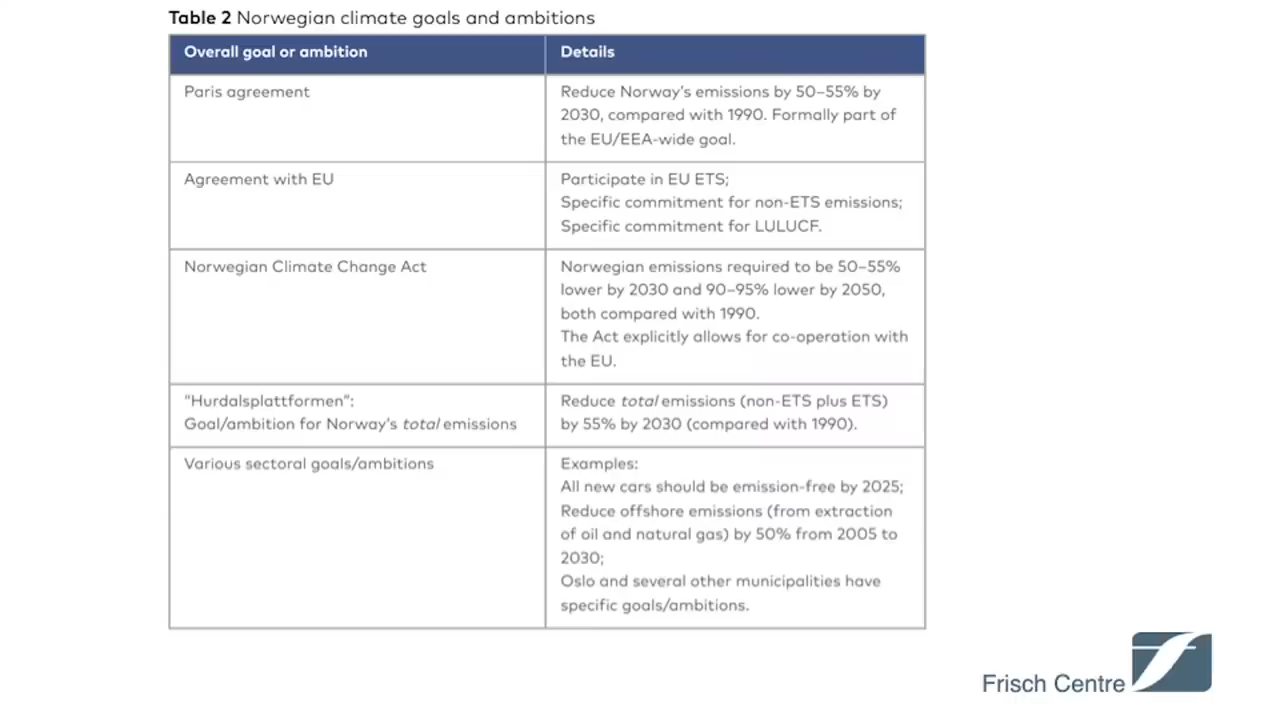 Table 2 Norwegian climate goals and ambitions
Overall goal or ambition
Details
Paris agreement
Reduce Norway's emissions by 50–55% by
2030, compared with 1990. Formally part of
the EU/EEA-wide goal.
Agreement with EU
Participate in EU ETS;
Specific commitment for non-ETS emissions;
Specific commitment for LULUCF.
Norwegian Climate Change Act
Norwegian emissions required to be 50–55%
lower by 2030 and 90–95% lower by 2050,
both compared with 1990.
The Act explicitly allows for co-operation with
the EU.
"Hurdalsplattformen":
Goal/ambition for Norway's total emissions
Reduce total emissions (non-ETS plus ETS)
by 55% by 2030 (compared with 1990).
Various sectoral goals/ambitions
Examples:
All new cars should be emission-free by 2025;
Reduce offshore emissions (from extraction
of oil and natural gas) by 50% from 2005 to
2030;
Oslo and several other municipalities have
specific goals/ambitions.
Frisch Centre